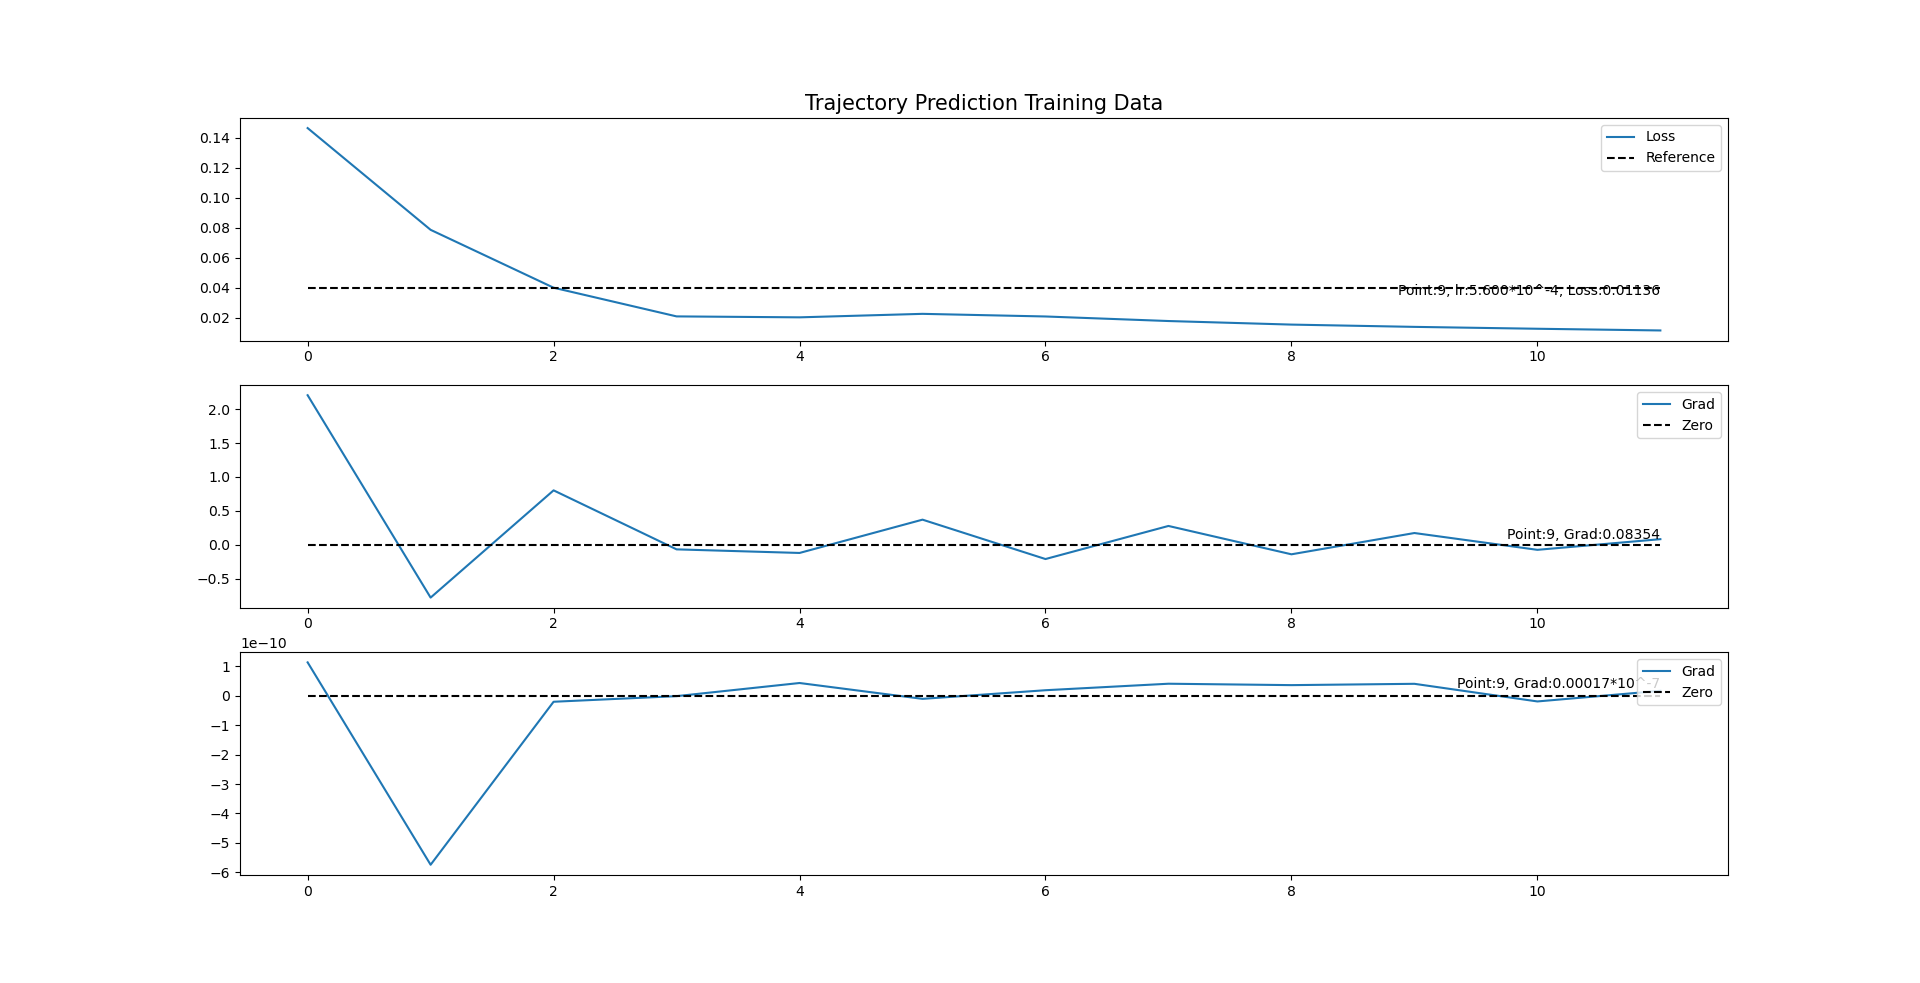 Trajectory Prediction Training Data
0.14
0.12
0.10
0.08
0.06
0.04
0.02
Loss
Reference
Point:9, lr:5.600*10^-4, Loss:0.01136
0 2 4 6 8 10
2.0
1.5
1.0
0.5
0.0
−0.5
Grad
Zero
Point:9, Grad:0.08354
0 2 4 6 8 10
1e−10
1
0
−1
−2
−3
−4
−5
−6
Grad
Zero
Point:9, Grad:0.00017*10^-7
0 2 4 6 8 10